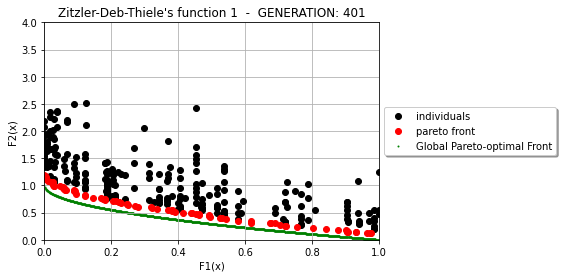 Zitzler-Deb-Thiele's function 1 - GENERATION: 401
4.0
3.5
3.0
2.5
2.0
1.5
1.0
0.5
0.0
F2(x)
0.0 0.2 0.4 0.6 0.8 1.0
F1(x)
individuals
pareto front
Global Pareto-optimal Front